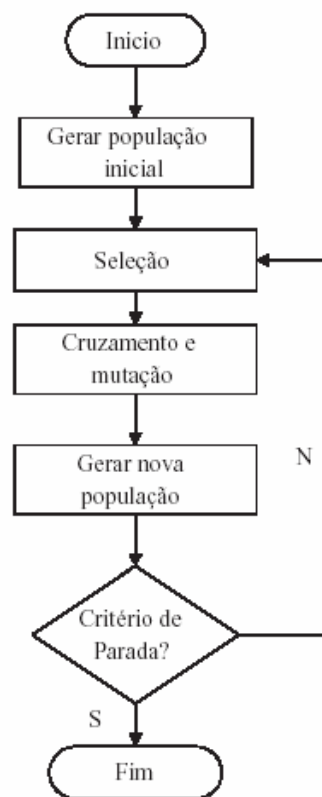 Inicio
Gerar população
inicial
Seleção
Cruzamento e
mutação
Gerar nova
população
N
Critério de
Parada?
S
Fim